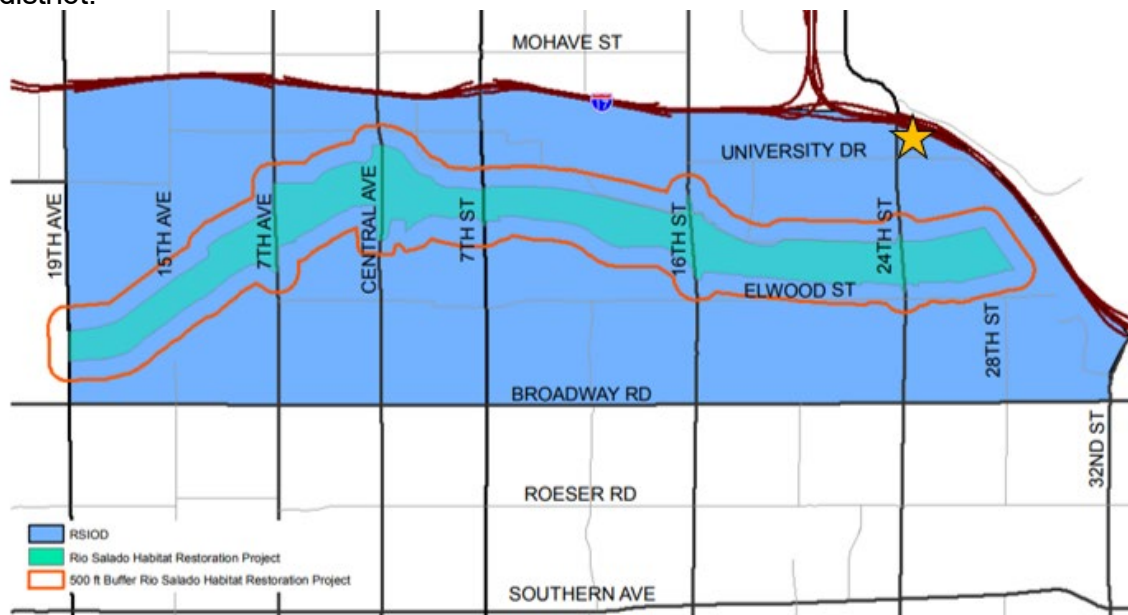 district.
MOHAVE ST
17
UNIVERSITY DR
19TH AVE
15TH AVE
7TH AVE
CENTRAL AVE
7TH ST
16TH ST
24TH ST
ELWOOD ST
28TH ST
BROADWAY RD
32ND ST
ROESER RD
RSIOD
Rio Salado Habitat Restoration Project
500 ft Buffer Rio Salado Habitat Restoration Project
SOUTHERN AVE